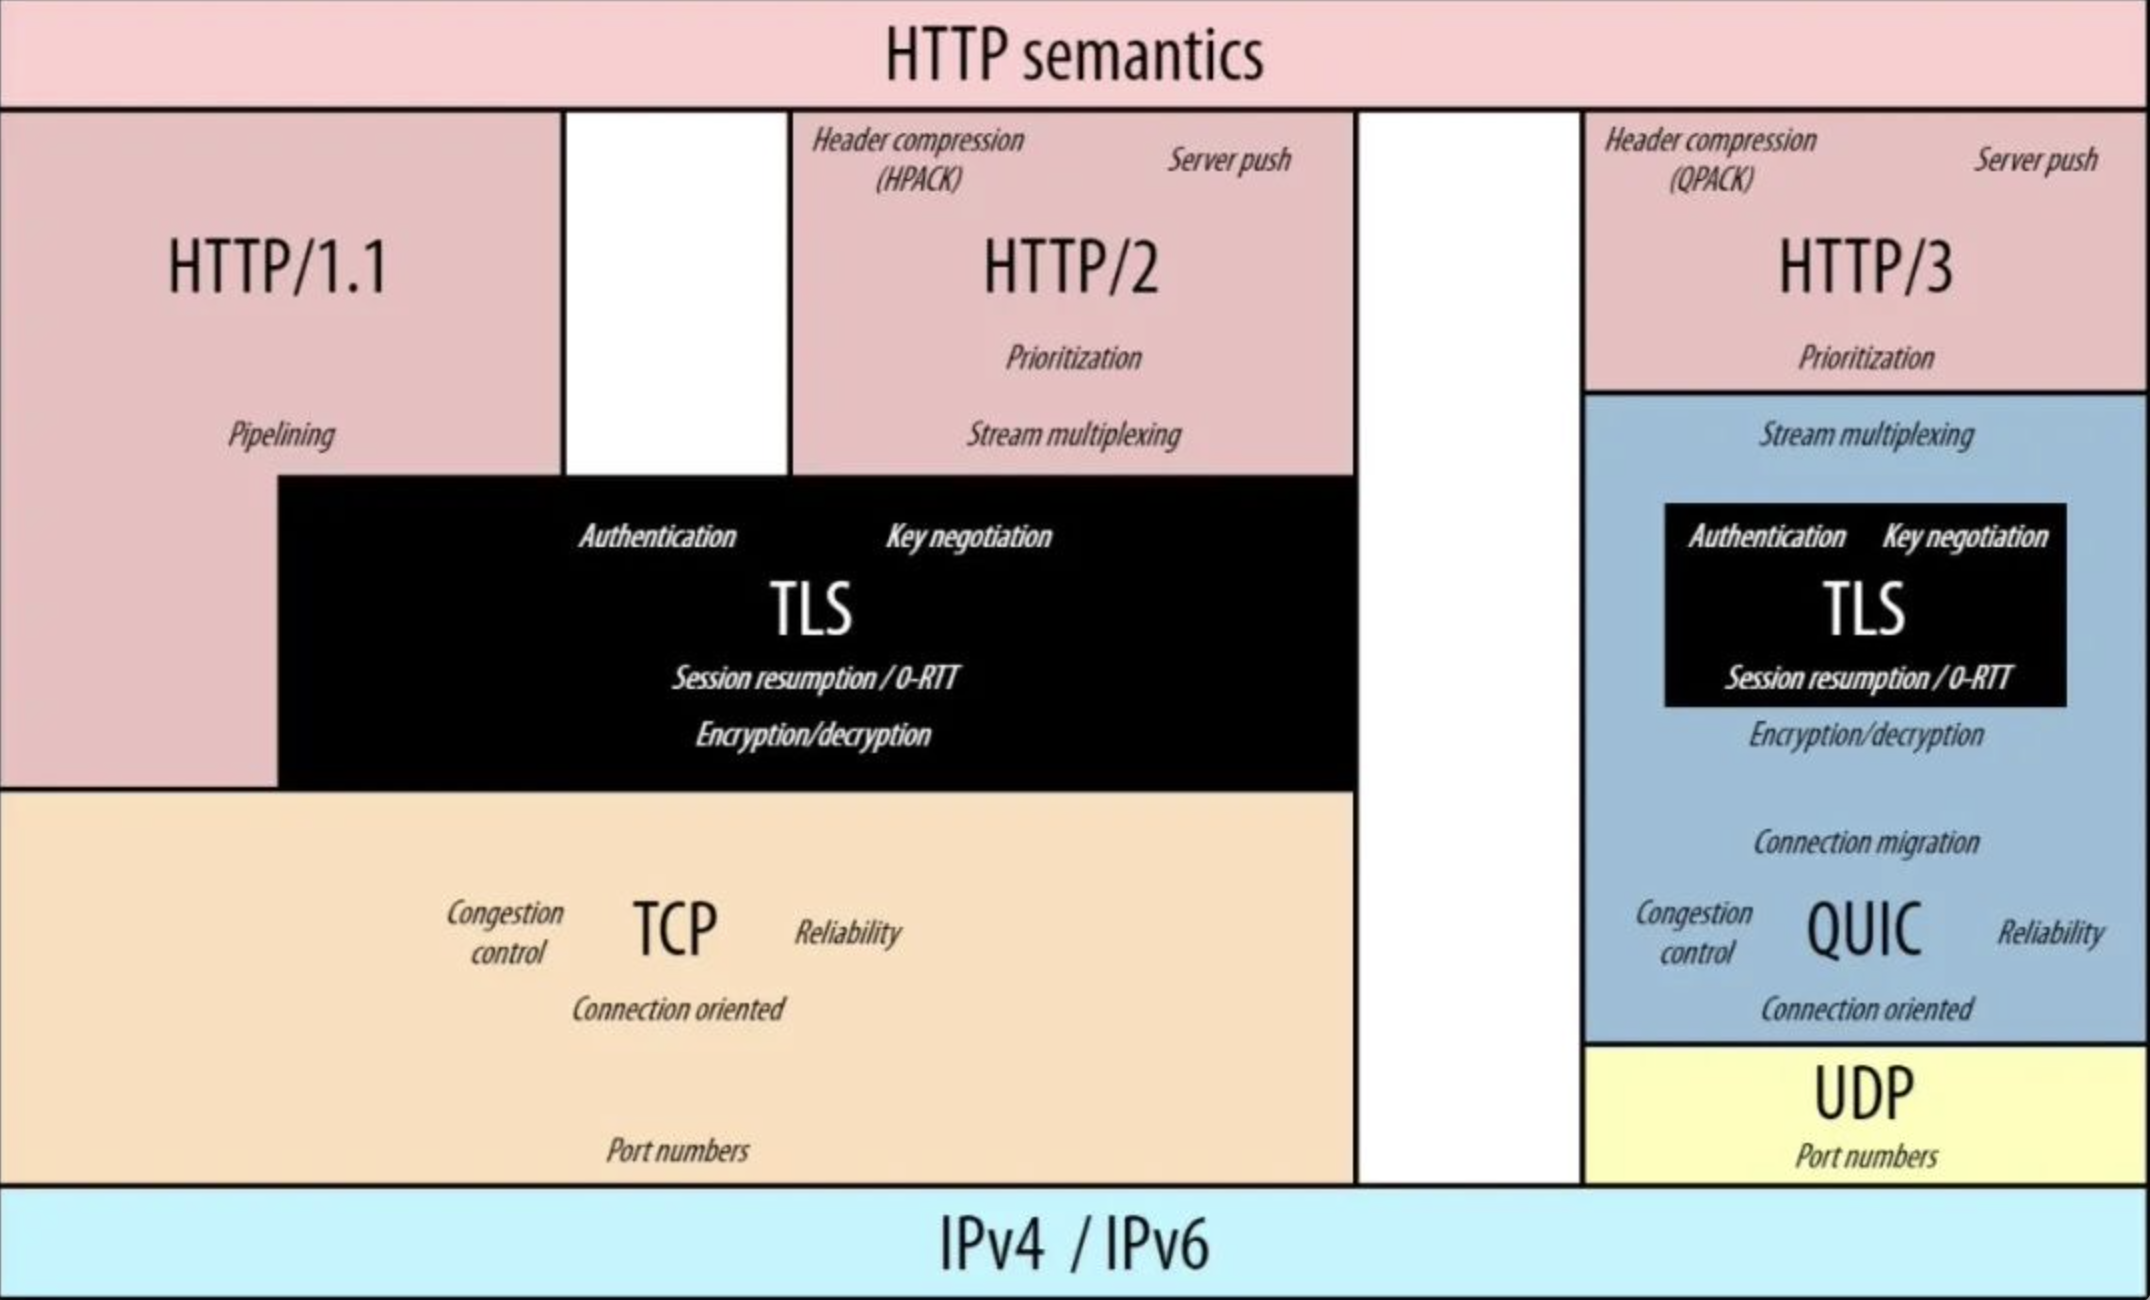 HTTP semantics
HTTP/1.1
Pipelining
Header compression
(HPACK)
Server push
HTTP/2
Prioritization
Stream multiplexing
Authentication
Key negotiation
TLS
Session resumption / 0-RTT
Encryption/decryption
Congestion
control
TCP
Reliability
Connection oriented
Port numbers
Header compression
(QPACK)
Server push
HTTP/3
Prioritization
Stream multiplexing
Authentication
Key negotiation
TLS
Session resumption / 0-RTT
Encryption/decryption
Connection migration
Congestion
control
QUIC
Reliability
Connection oriented
UDP
Port numbers
IPv4 / IPv6